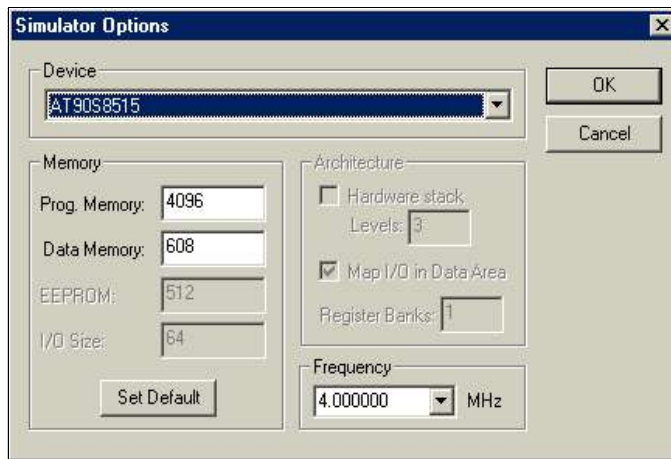 Simulator Options
Device
AT90S8515
OK
Cancel
Memory
Prog. Memory: 4096
Data Memory: 608
EEPROM: 512
I/O Size: 64
Set Default
Architecture
Hardware stack
Levels: 3
Map I/O in Data Area
Register Banks: 1
Frequency
4.000000 MHz